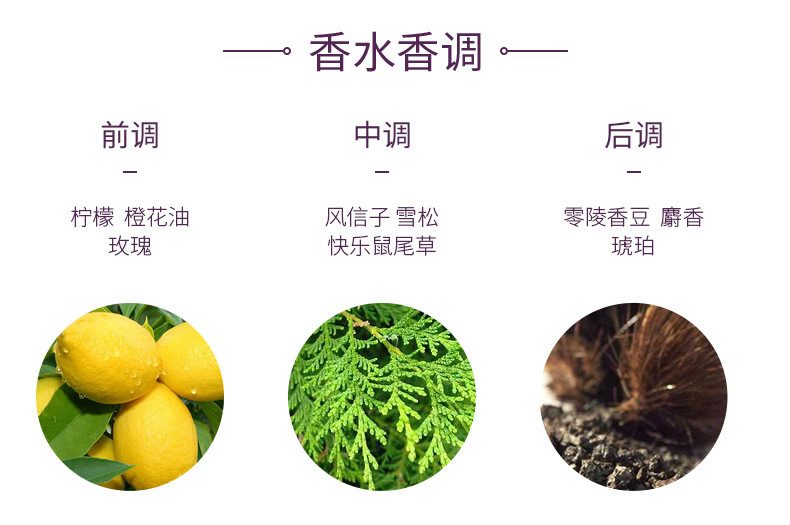 香水香调
前调
柠檬 橙花油
玫瑰
中调
风信子 雪松
快乐鼠尾草
后调
零陵香豆 麝香
琥珀